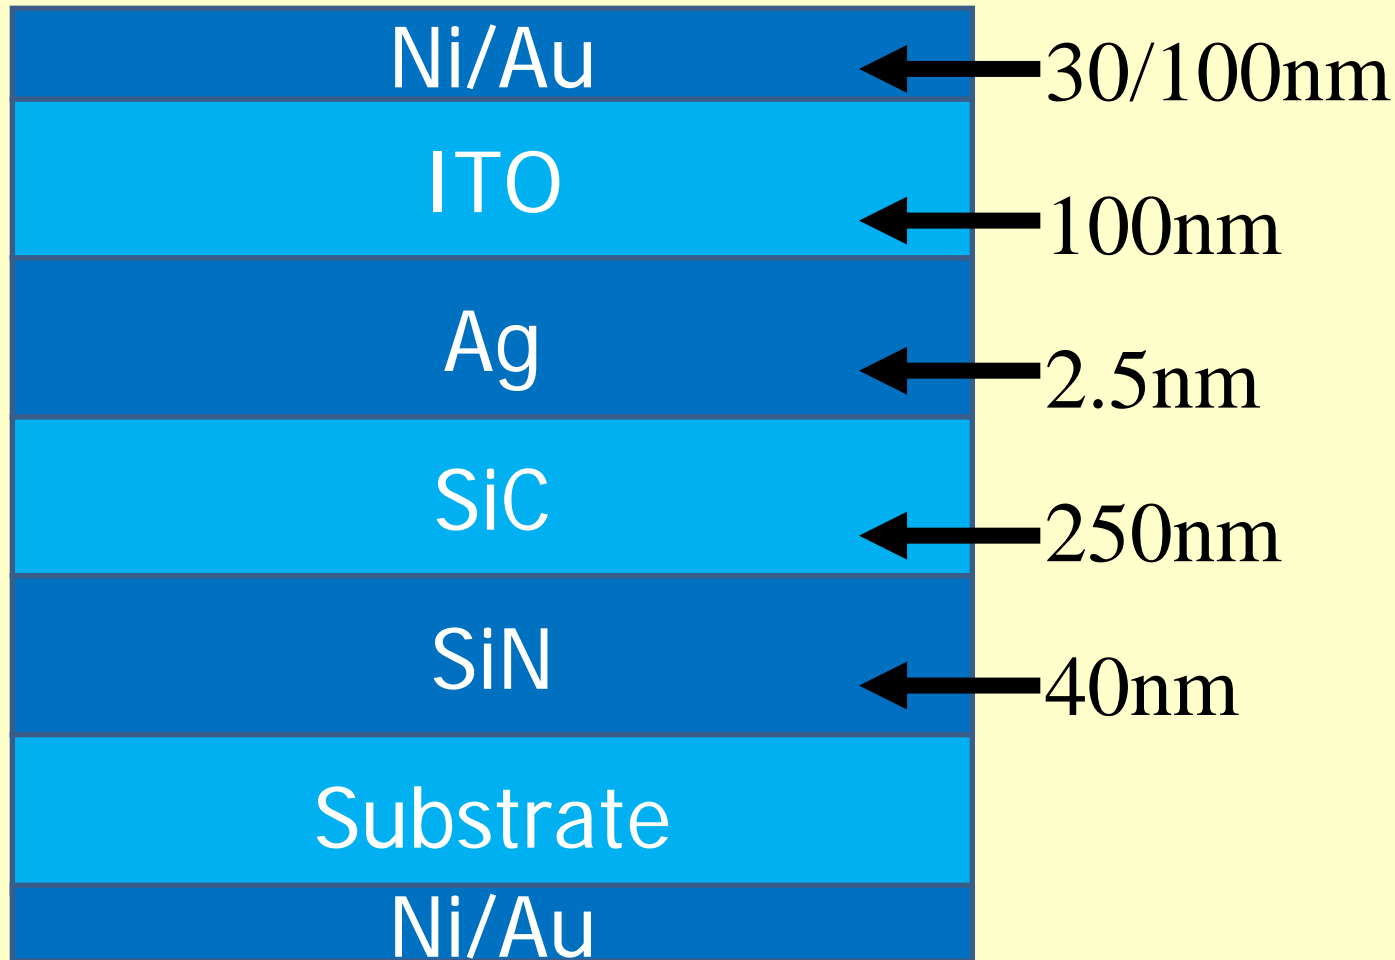 Ni/Au
30/100nm
ITO
100nm
Ag
2.5nm
SiC
250nm
SiN
40nm
Substrate
Ni/Au